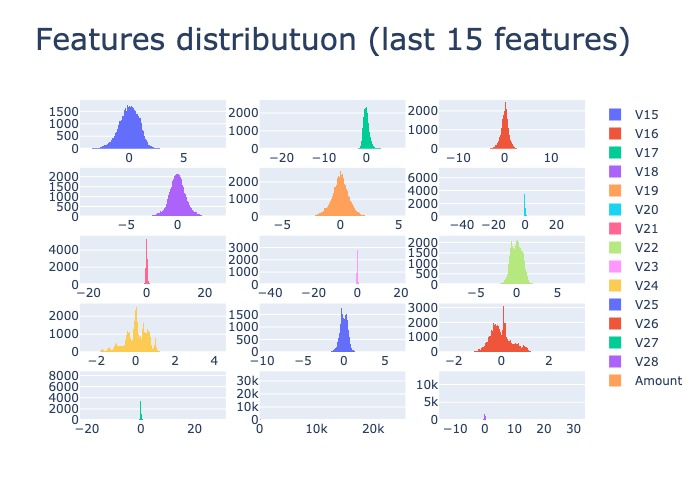 Features distributuon (last 15 features)
1500
1000
500
0
0 5
2000
1000
0
−20 −10 0
2000
1000
0
−10 0 10
2000
1500
1000
500
0
−5 0
2000
1000
0
−5 0 5
6000
4000
2000
0
−40 −20 0 20
4000
2000
0
−20 0 20
3000
2000
1000
0
−40 −20 0 20
2000
1500
1000
500
0
−5 0 5
2000
1000
0
−2 0 2 4
1500
1000
500
0
−10 −5 0 5
3000
2000
1000
0
−2 0 2
8000
6000
4000
2000
0
−20 0 20
30k
20k
10k
0
0 10k 20k
10k
5k
0
−10 0 10 20 30
V15
V16
V17
V18
V19
V20
V21
V22
V23
V24
V25
V26
V27
V28
Amount